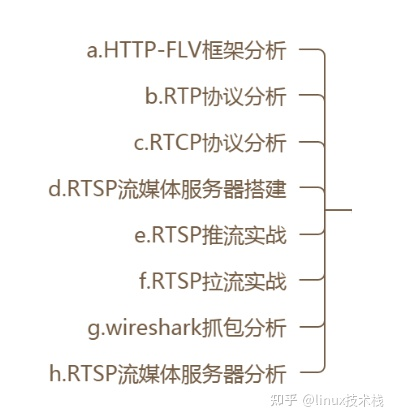 a.HTTP-FLV框架分析
b.RTP协议分析
c.RTCP协议分析
d.RTSP流媒体服务器搭建
e.RTSP推流实战
f.RTSP拉流实战
g.wireshark抓包分析
h.RTSP流媒体服务器分析
知乎 @linux技术栈